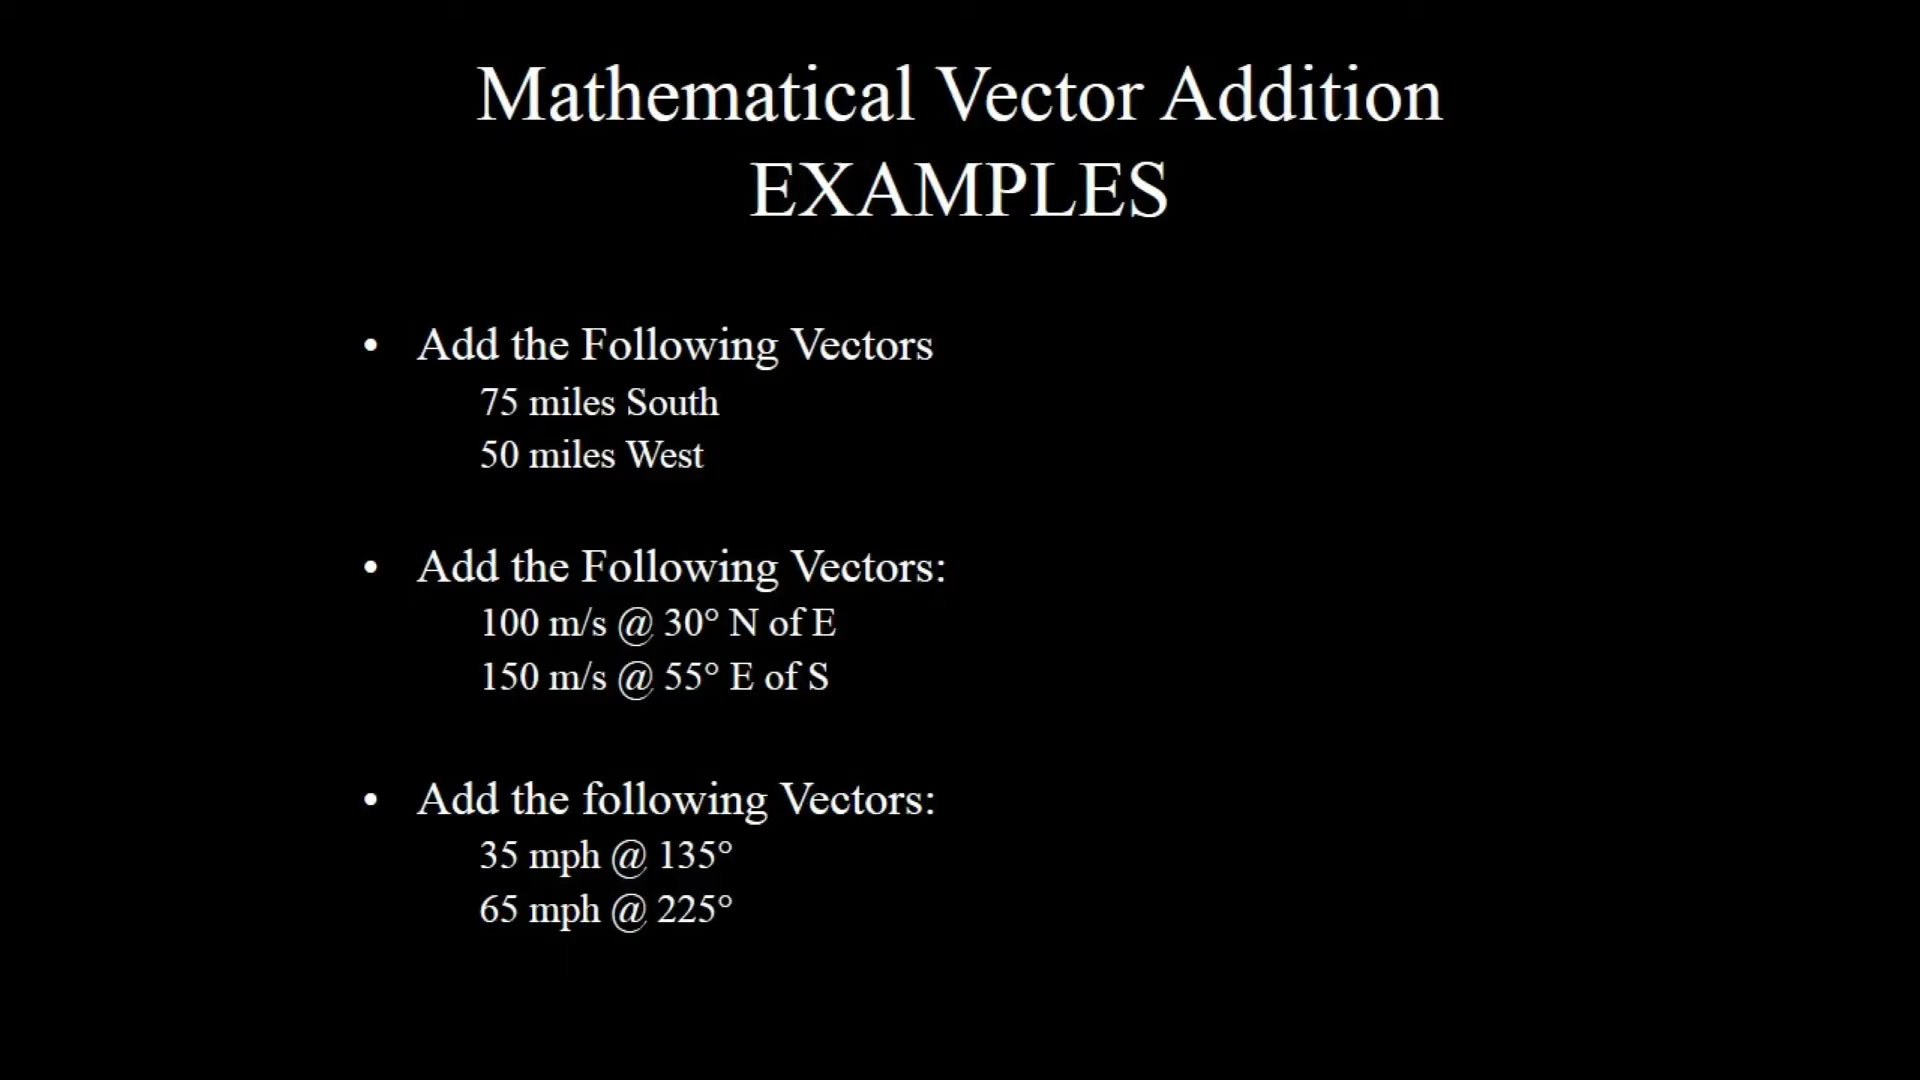 Mathematical Vector Addition
EXAMPLES
• Add the Following Vectors
75 miles South
50 miles West
• Add the Following Vectors:
100 m/s @ 30° N of E
150 m/s @ 55° E of S
• Add the following Vectors:
35 mph @ 135°
65 mph @ 225°